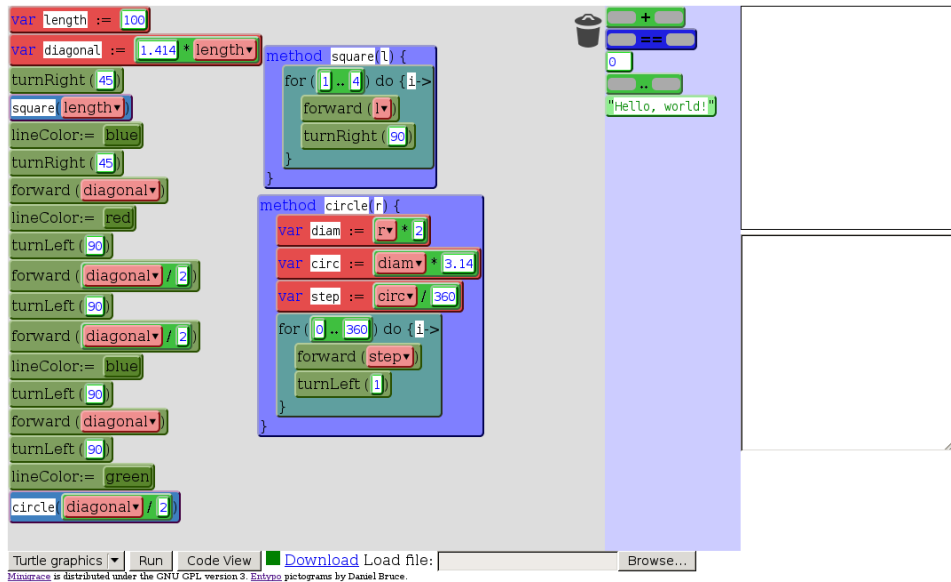 var length := 100
var diagonal := 1.414 * length▾
turnRight (45)
square(length▾)
lineColor:= blue
turnRight (45)
forward (diagonal▾)
lineColor:= red
turnLeft (90)
forward (diagonal▾ / 2)
turnLeft (90)
forward (diagonal▾ / 2)
lineColor:= blue
turnLeft (90)
forward (diagonal▾)
turnLeft (90)
lineColor:= green
circle(diagonal▾ / 2)
method square(l) {
for (1 .. 4) do {i->
forward (l▾)
turnRight (90)
}
}
method circle(r) {
var diam := r▾ * 2
var circ := diam▾ * 3.14
var step := circ▾ / 360
for (0 .. 360) do {i->
forward (step▾)
turnLeft (1)
}
}
+
==
0
..
"Hello, world!"
Turtle graphics ▾ Run Code View Download Load file: Browse...
Minigrace is distributed under the GNU GPL version 3. Entypo pictograms by Daniel Bruce.